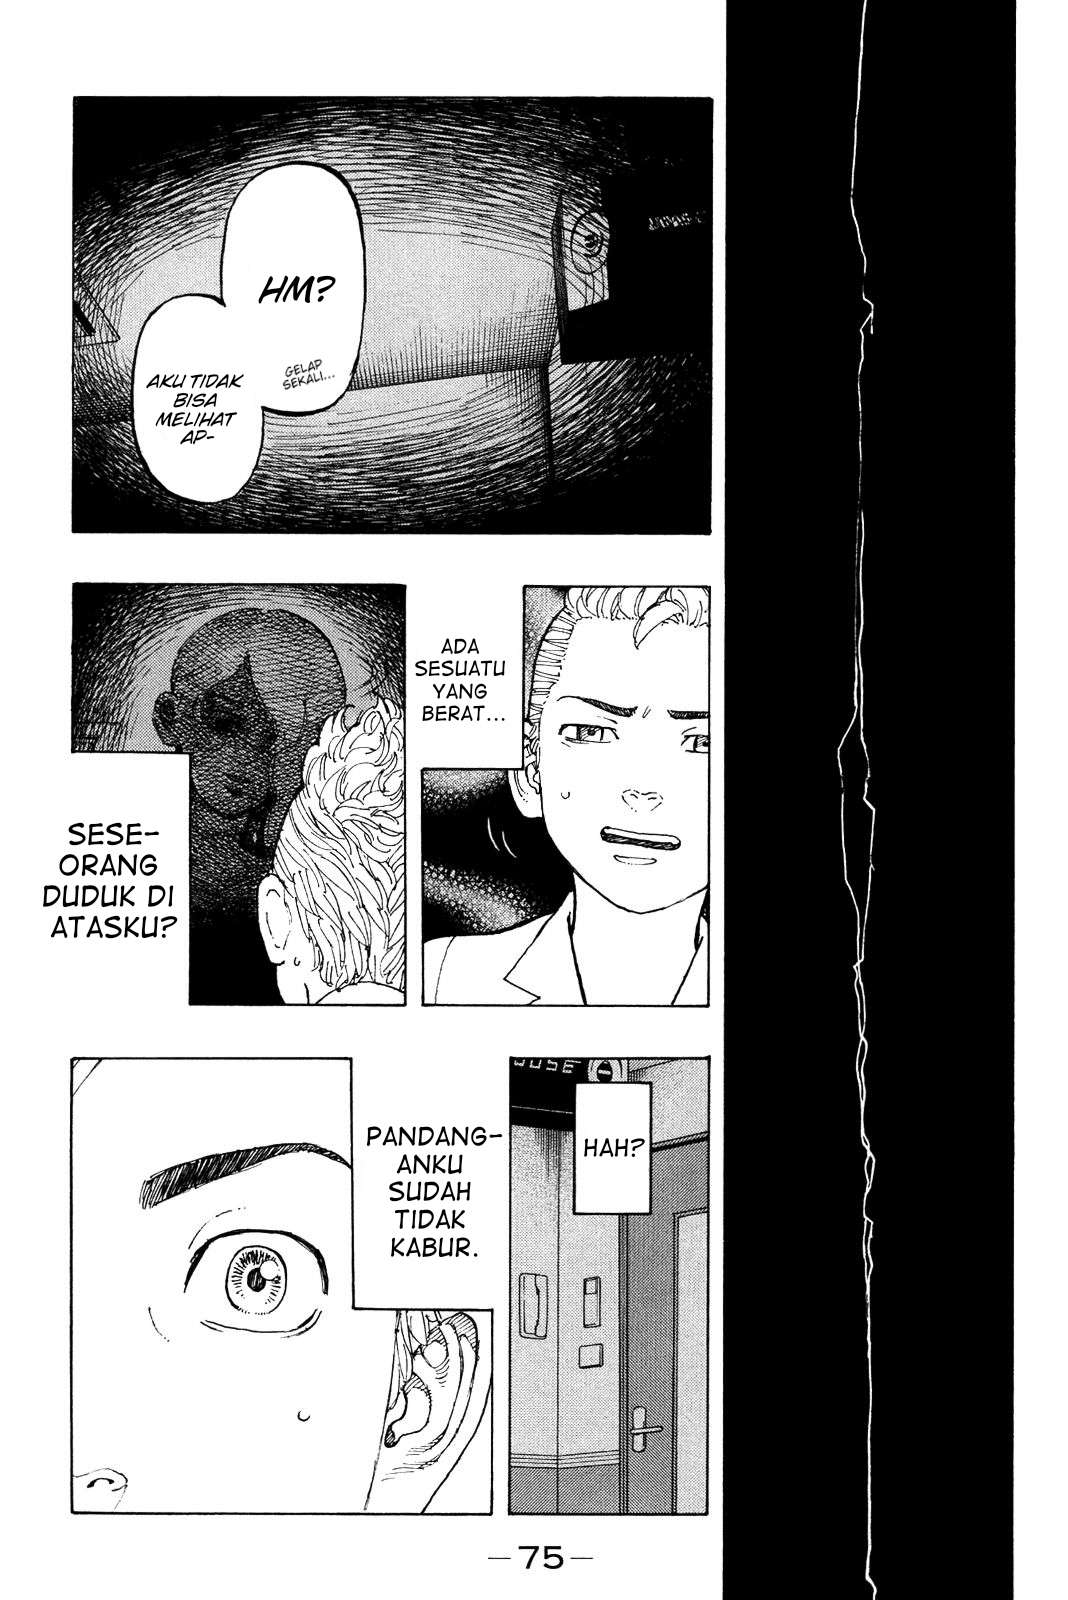 HM?
GELAP
SEKALI...
AKU TIDAK
BISA
MELIHAT
AP-
ADA
SESUATU
YANG
BERAT...
SESE-
ORANG
DUDUK DI
ATASKU?
HAH?
PANDANG-
ANKU
SUDAH
TIDAK
KABUR.
-75-